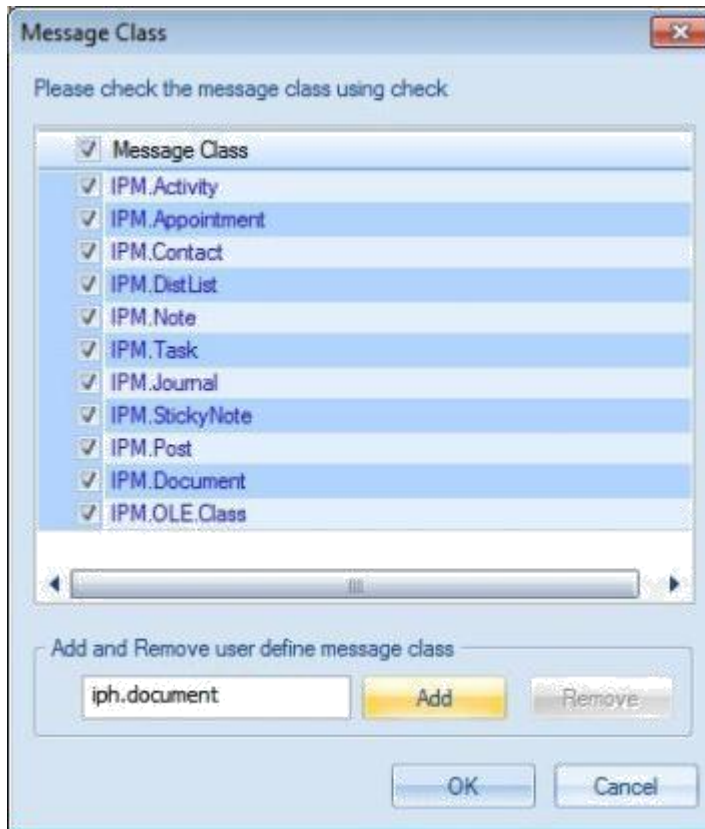 Message Class
Please check the message class using check
Message Class
IPM.Activity
IPM.Appointment
IPM.Contact
IPM.DistList
IPM.Note
IPM.Task
IPM.Journal
IPM.StickyNote
IPM.Post
IPM.Document
IPM.OLE.Class
Add and Remove user define message class
iph.document Add Remove
OK Cancel